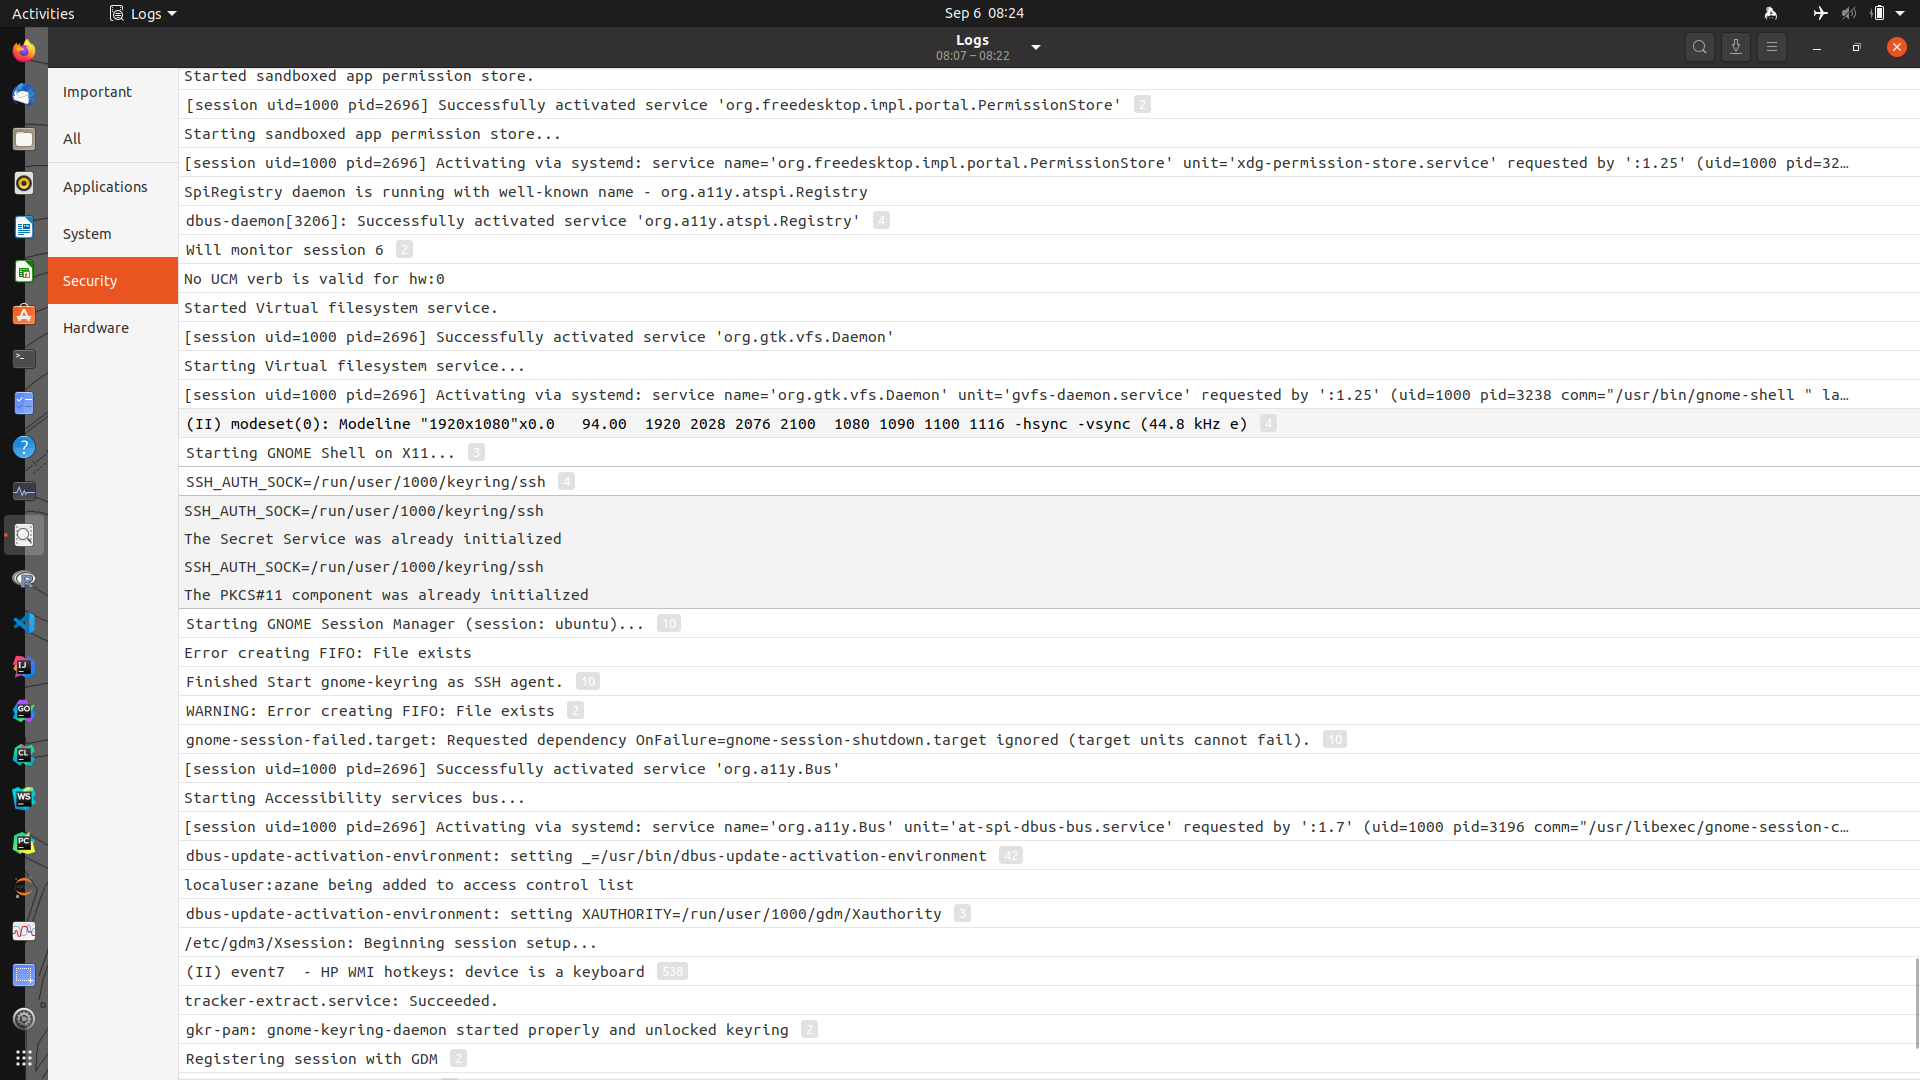 Activities
Logs
Sep 6 08:24
Logs
08:07 – 08:22
Important
All
Applications
System
Security
Hardware
Started sandboxed app permission store.
[session uid=1000 pid=2696] Successfully activated service 'org.freedesktop.impl.portal.PermissionStore' 2
Starting sandboxed app permission store...
[session uid=1000 pid=2696] Activating via systemd: service name='org.freedesktop.impl.portal.PermissionStore' unit='xdg-permission-store.service' requested by ':1.25' (uid=1000 pid=32…
SpiRegistry daemon is running with well-known name - org.a11y.atspi.Registry
dbus-daemon[3206]: Successfully activated service 'org.a11y.atspi.Registry' 4
Will monitor session 6 2
No UCM verb is valid for hw:0
Started Virtual filesystem service.
[session uid=1000 pid=2696] Successfully activated service 'org.gtk.vfs.Daemon'
Starting Virtual filesystem service...
[session uid=1000 pid=2696] Activating via systemd: service name='org.gtk.vfs.Daemon' unit='gvfs-daemon.service' requested by ':1.25' (uid=1000 pid=3238 comm="/usr/bin/gnome-shell " la…
(II) modeset(0): Modeline "1920x1080"x0.0   94.00  1920 2028 2076 2100  1080 1090 1100 1116 -hsync -vsync (44.8 kHz e) 4
Starting GNOME Shell on X11... 3
SSH_AUTH_SOCK=/run/user/1000/keyring/ssh 4
SSH_AUTH_SOCK=/run/user/1000/keyring/ssh
The Secret Service was already initialized
SSH_AUTH_SOCK=/run/user/1000/keyring/ssh
The PKCS#11 component was already initialized
Starting GNOME Session Manager (session: ubuntu)... 10
Error creating FIFO: File exists
Finished Start gnome-keyring as SSH agent. 10
WARNING: Error creating FIFO: File exists 2
gnome-session-failed.target: Requested dependency OnFailure=gnome-session-shutdown.target ignored (target units cannot fail). 10
[session uid=1000 pid=2696] Successfully activated service 'org.a11y.Bus'
Starting Accessibility services bus...
[session uid=1000 pid=2696] Activating via systemd: service name='org.a11y.Bus' unit='at-spi-dbus-bus.service' requested by ':1.7' (uid=1000 pid=3196 comm="/usr/libexec/gnome-session-c…
dbus-update-activation-environment: setting _=/usr/bin/dbus-update-activation-environment 42
localuser:azane being added to access control list
dbus-update-activation-environment: setting XAUTHORITY=/run/user/1000/gdm/Xauthority 3
/etc/gdm3/Xsession: Beginning session setup...
(II) event7  - HP WMI hotkeys: device is a keyboard 538
tracker-extract.service: Succeeded.
gkr-pam: gnome-keyring-daemon started properly and unlocked keyring 2
Registering session with GDM 2